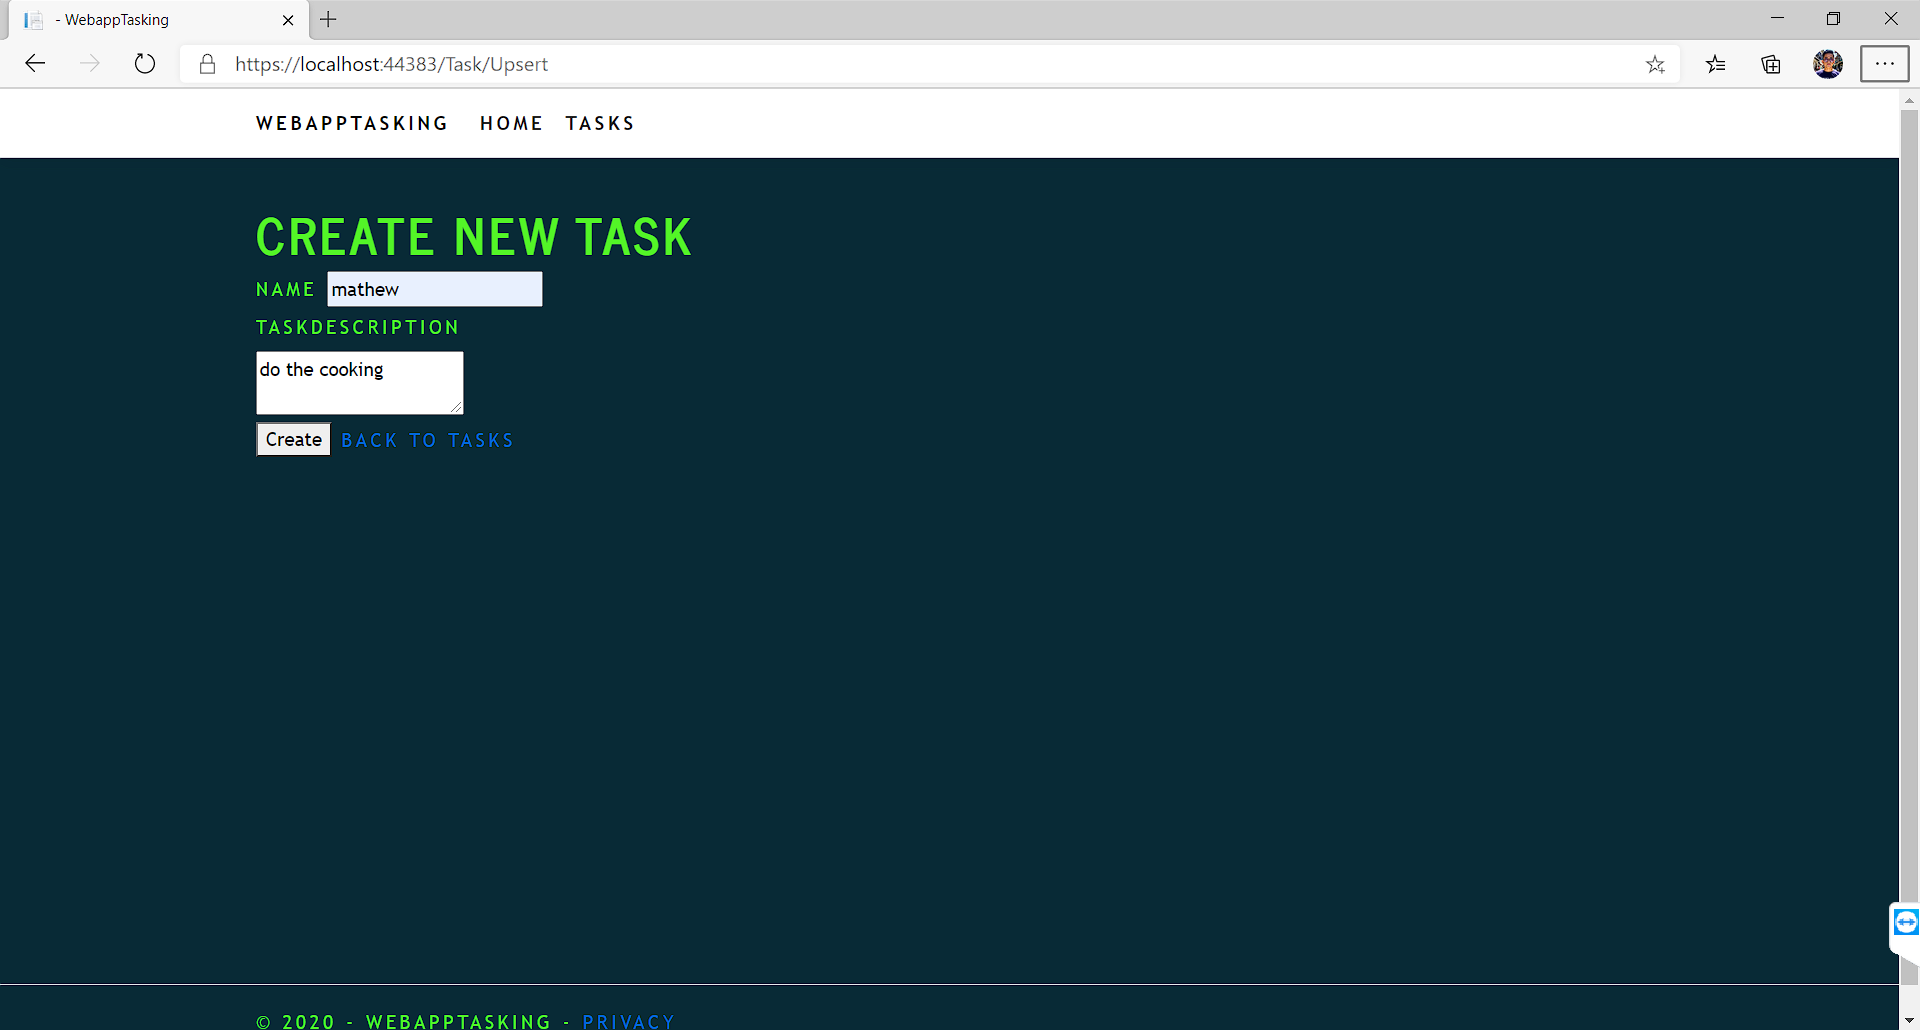 - WebappTasking
https://localhost:44383/Task/Upsert
WEBAPPTASKING HOME TASKS
CREATE NEW TASK
NAME mathew
TASKDESCRIPTION
do the cooking
Create BACK TO TASKS
© 2020 - WEBAPPTASKING - PRIVACY